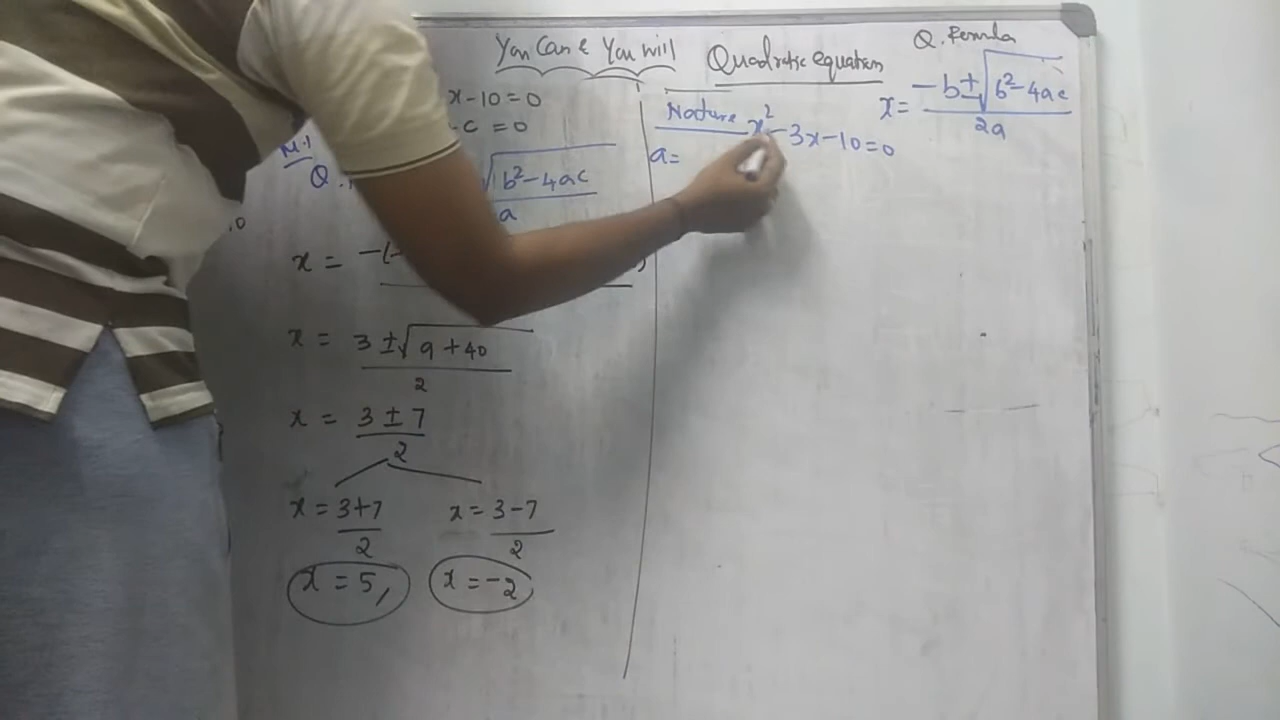 You Can & You will
Quadratic equation
Q. Formula
x = -b ± √b² - 4ac / 2a
x - 10 = 0
c = 0
M.1
Q.
√b² - 4ac
a
x = -(-
x = 3 ± √9 + 40 / 2
x = 3 ± 7 / 2
x = 3 + 7 / 2 x = 3 - 7 / 2
x = 5, x = -2
Nature x² - 3x - 10 = 0
a =